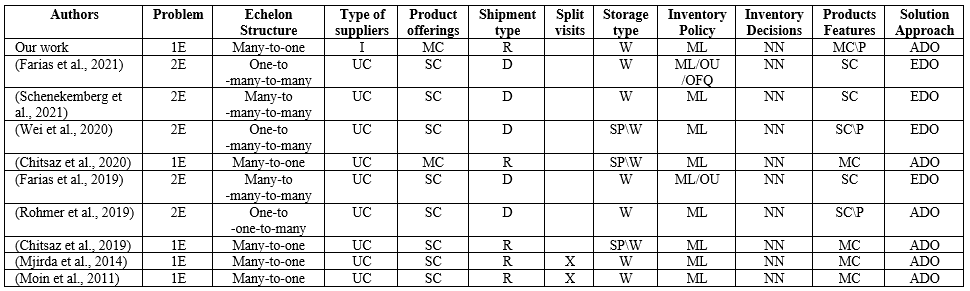 Authors Problem Echelon Structure Type of suppliers Product offerings Shipment type Split visits Storage type Inventory Policy Inventory Decisions Products Features Solution Approach
Our work 1E Many-to-one I MC R W ML NN MC\P ADO
(Farias et al., 2021) 2E One-to -many-to-many UC SC D W ML/OU /OFQ NN SC EDO
(Schenekemberg et al., 2021) 2E Many-to -many-to-many UC SC D W ML NN SC EDO
(Wei et al., 2020) 2E One-to -many-to-many UC SC D SP\W ML NN SC\P EDO
(Chitsaz et al., 2020) 1E Many-to-one UC MC R SP\W ML NN MC ADO
(Farias et al., 2019) 2E Many-to -many-to-many UC SC D W ML/OU NN SC EDO
(Rohmer et al., 2019) 2E One-to -one-to-many UC SC D W ML NN SC\P ADO
(Chitsaz et al., 2019) 1E Many-to-one UC SC R SP\W ML NN MC ADO
(Mjirda et al., 2014) 1E Many-to-one UC SC R X W ML NN MC ADO
(Moin et al., 2011) 1E Many-to-one UC SC R X W ML NN MC ADO